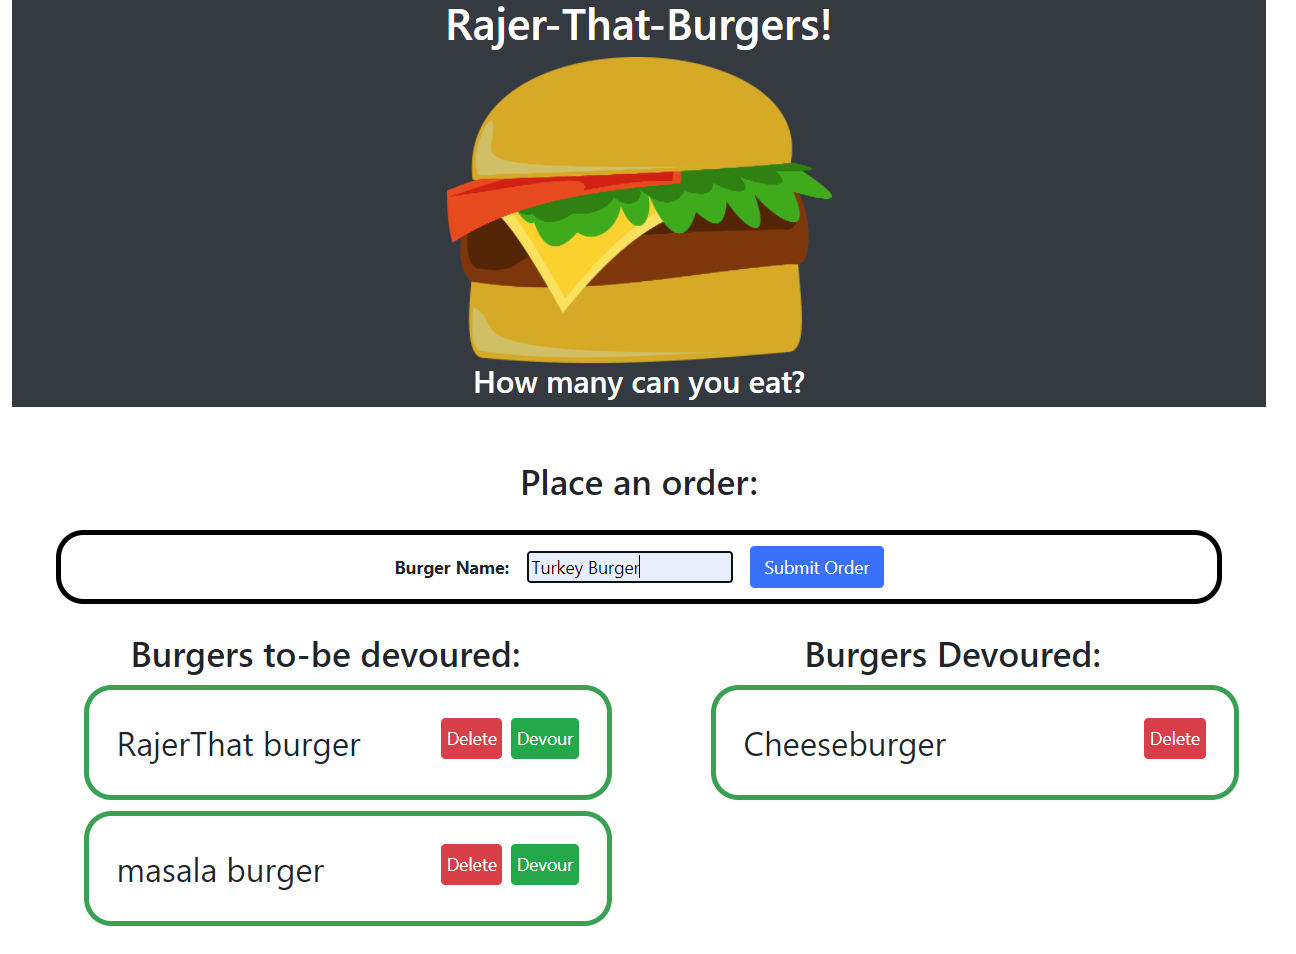 Rajer-That-Burgers!
How many can you eat?
Place an order:
Burger Name: Turkey Burger Submit Order
Burgers to-be devoured:
RajerThat burger Delete Devour
masala burger Delete Devour
Burgers Devoured:
Cheeseburger Delete